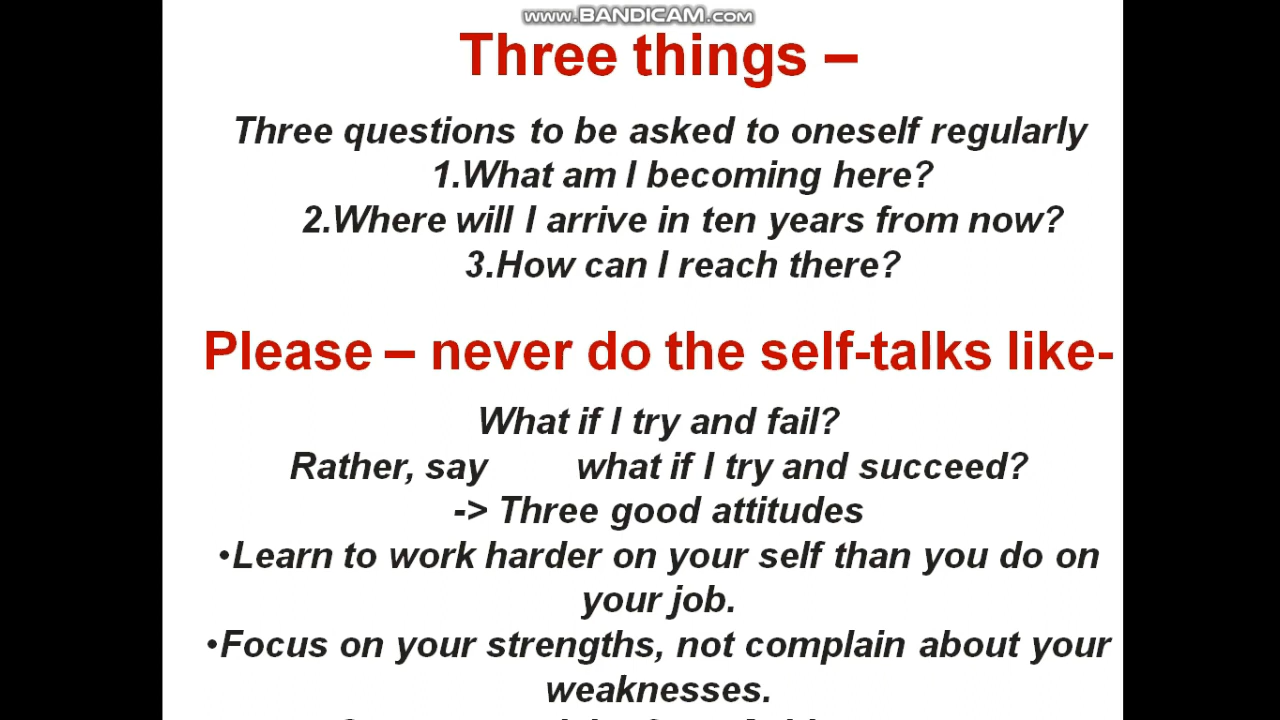 www.BANDICAM.com
Three things –
Three questions to be asked to oneself regularly
1.What am I becoming here?
2.Where will I arrive in ten years from now?
3.How can I reach there?
Please – never do the self-talks like-
What if I try and fail?
Rather, say what if I try and succeed?
-> Three good attitudes
•Learn to work harder on your self than you do on
your job.
•Focus on your strengths, not complain about your
weaknesses.